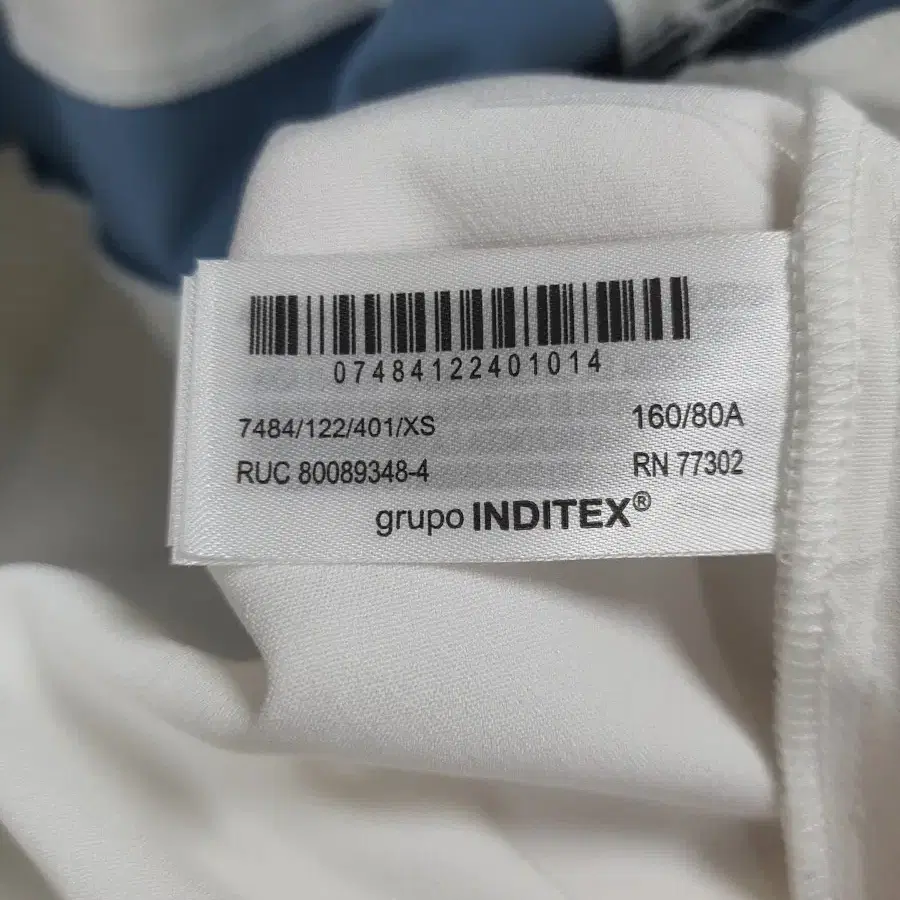 07484122401014
7484/122/401/XS 160/80A
RUC 80089348-4 RN 77302
grupo INDITEX®